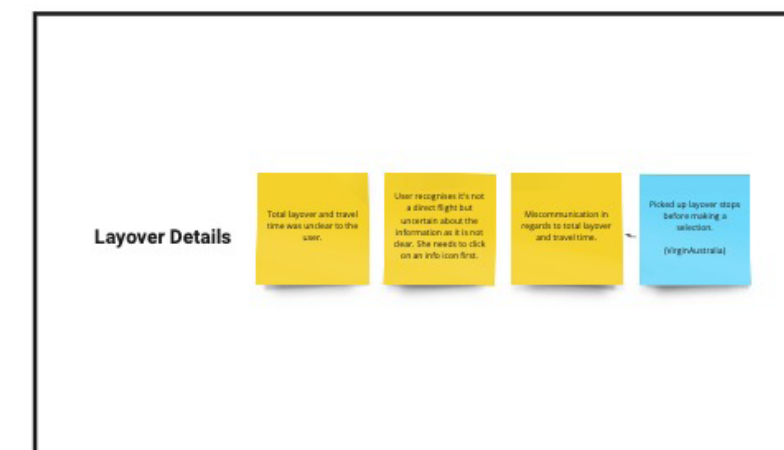 Layover Details
Total layover and travel
time was unclear to the
user.
User recognises it's not
a direct flight but
uncertain about the
information as it is not
clear. She needs to click
on an info icon first.
Miscommunication in
regards to total layover
and travel time.
Picked up layover stops
before making a
selection.
(VirginAustralia)